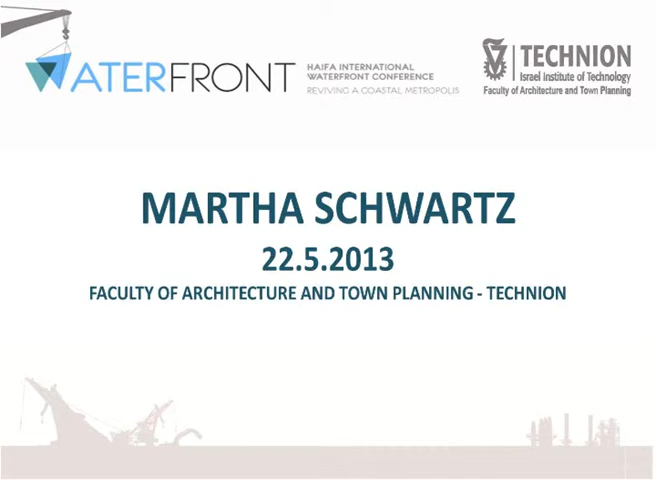 WATERFRONT
HAIFA INTERNATIONAL
WATERFRONT CONFERENCE
REVIVING A COASTAL METROPOLIS
TECHNION
Israel Institute of Technology
Faculty of Architecture and Town Planning
MARTHA SCHWARTZ
22.5.2013
FACULTY OF ARCHITECTURE AND TOWN PLANNING - TECHNION